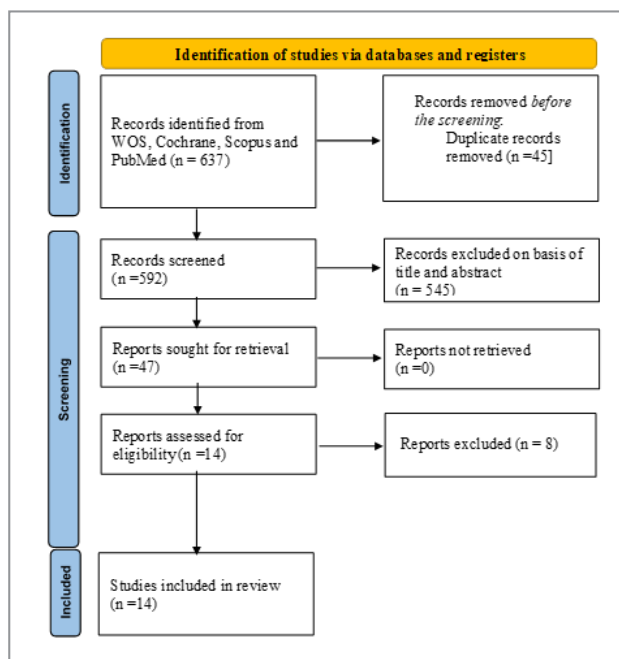 Identification of studies via databases and registers
Identification
Records identified from
WOS, Cochrane, Scopus and
PubMed (n = 637)
Records removed before
the screening:
Duplicate records
removed (n =45]
Screening
Records screened
(n =592)
Records excluded on basis of
title and abstract
(n = 545)
Reports sought for retrieval
(n =47)
Reports not retrieved
(n =0)
Reports assessed for
eligibility(n =14)
Reports excluded (n = 8)
Included
Studies included in review
(n =14)